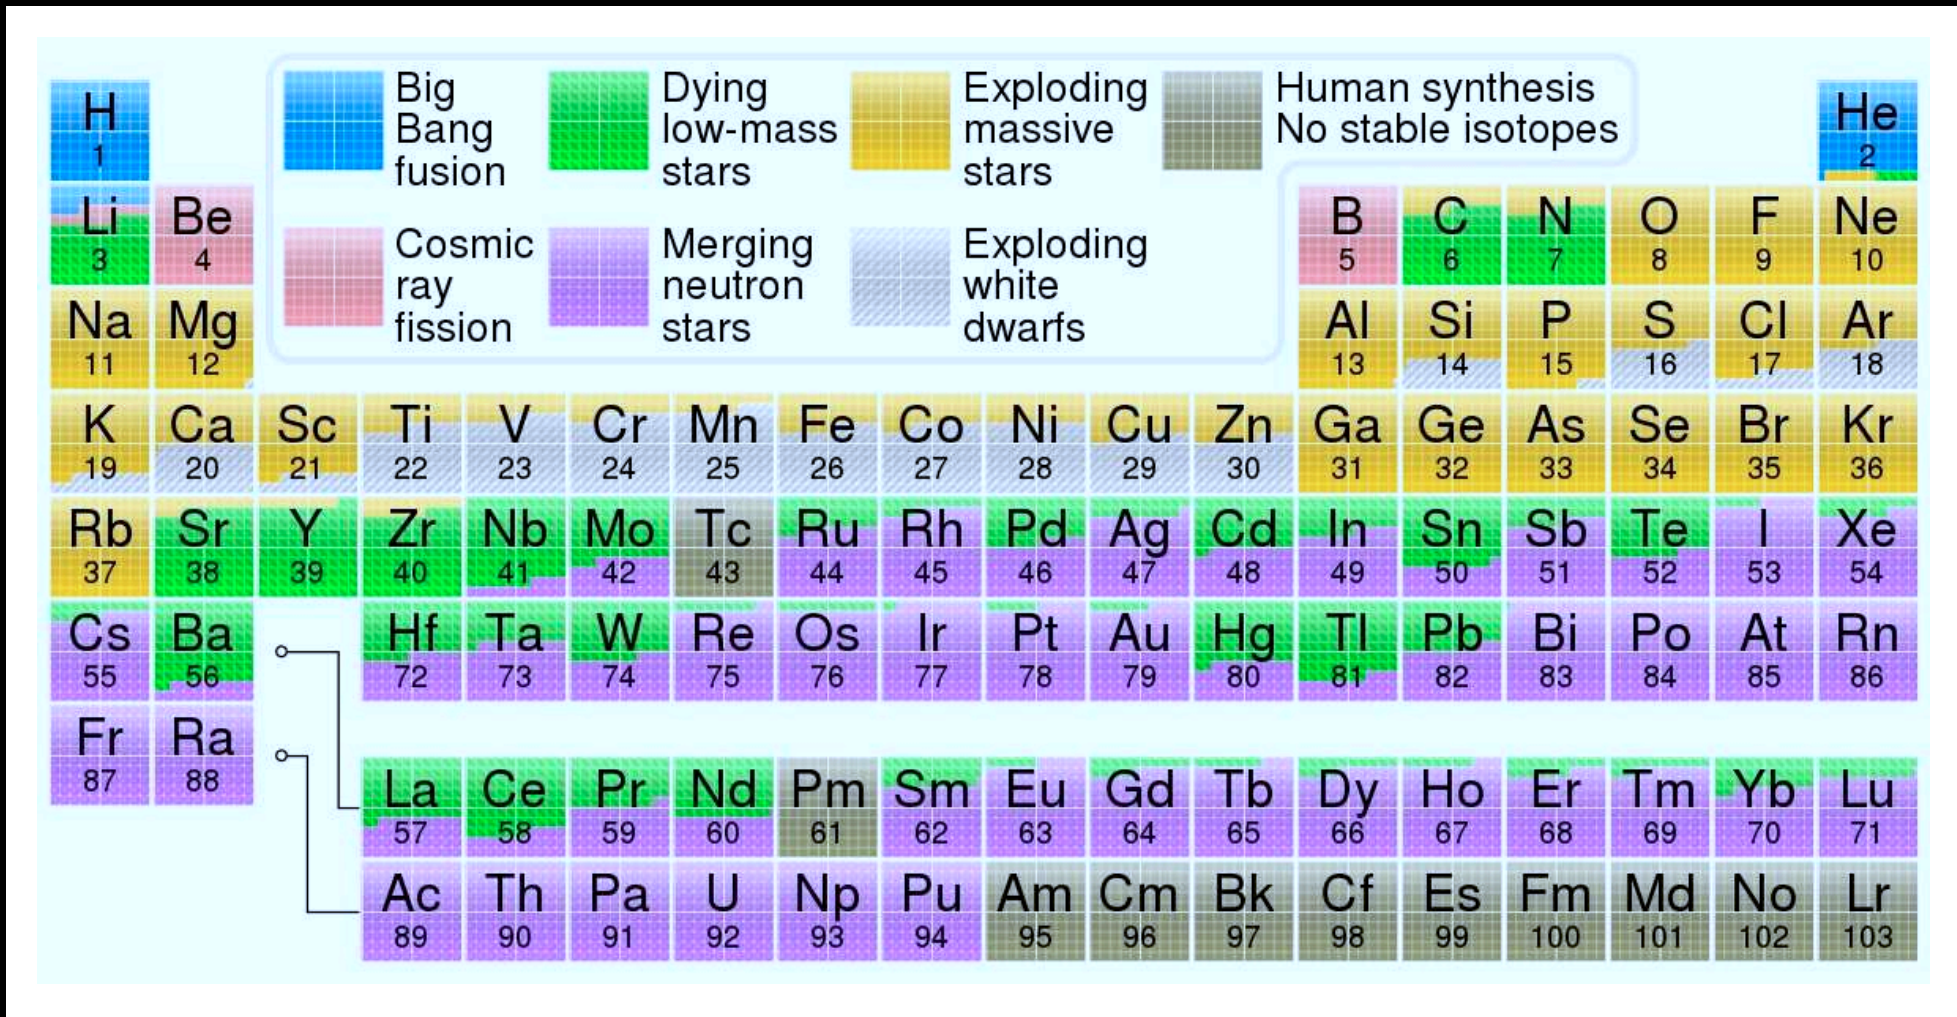 Big
Bang
fusion
Dying
low-mass
stars
Exploding
massive
stars
Human synthesis
No stable isotopes
Cosmic
ray
fission
Merging
neutron
stars
Exploding
white
dwarfs
H He
1 2
Li Be B C N O F Ne
3 4 5 6 7 8 9 10
Na Mg Al Si P S Cl Ar
11 12 13 14 15 16 17 18
K Ca Sc Ti V Cr Mn Fe Co Ni Cu Zn Ga Ge As Se Br Kr
19 20 21 22 23 24 25 26 27 28 29 30 31 32 33 34 35 36
Rb Sr Y Zr Nb Mo Tc Ru Rh Pd Ag Cd In Sn Sb Te I Xe
37 38 39 40 41 42 43 44 45 46 47 48 49 50 51 52 53 54
Cs Ba Hf Ta W Re Os Ir Pt Au Hg Tl Pb Bi Po At Rn
55 56 72 73 74 75 76 77 78 79 80 81 82 83 84 85 86
Fr Ra
87 88
La Ce Pr Nd Pm Sm Eu Gd Tb Dy Ho Er Tm Yb Lu
57 58 59 60 61 62 63 64 65 66 67 68 69 70 71
Ac Th Pa U Np Pu Am Cm Bk Cf Es Fm Md No Lr
89 90 91 92 93 94 95 96 97 98 99 100 101 102 103